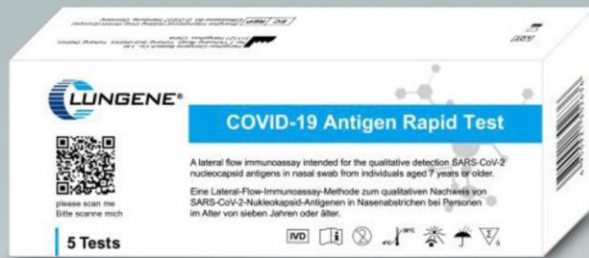 CLUNGENE®
COVID-19 Antigen Rapid Test
A lateral flow immunoassay intended for the qualitative detection SARS-CoV-2
nucleocapsid antigens in nasal swab from individuals aged 7 years or older.
Eine Lateral-Flow-Immunoassay-Methode zum qualitativen Nachweis von
SARS-CoV-2-Nukleokapsid-Antigenen in Nasenabstrichen bei Personen
im Alter von sieben Jahren oder älter.
please scan me
Bitte scanne mich
5 Tests
IVD